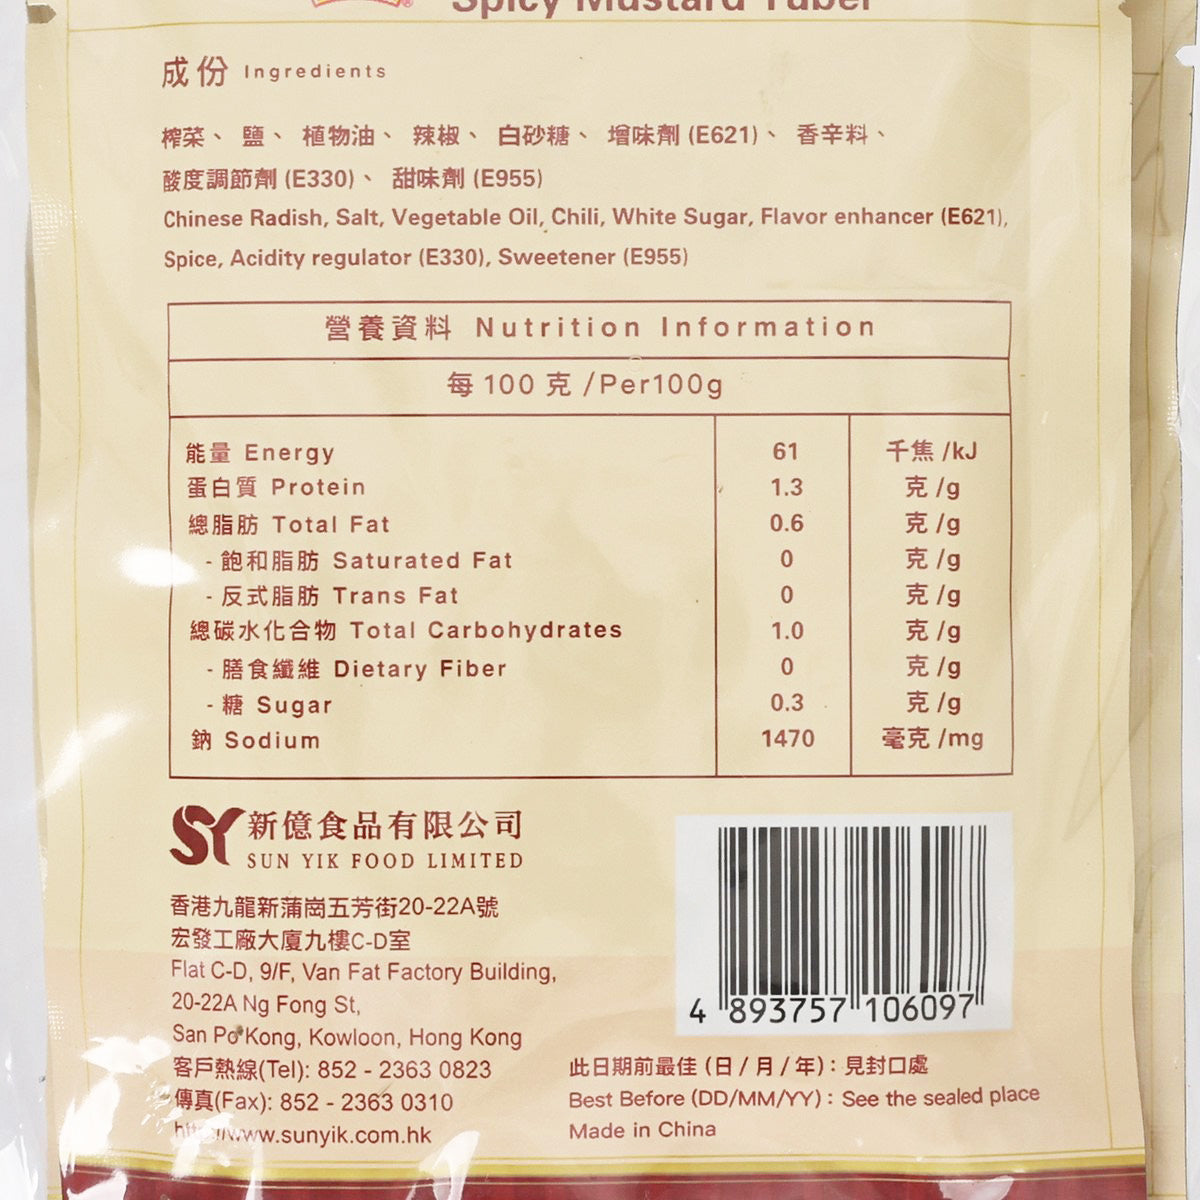 Spicy Mustard Tuber
成份 Ingredients
榨菜、 鹽、 植物油、 辣椒、 白砂糖、 增味劑 (E621)、 香辛料、
酸度調節劑 (E330)、 甜味劑 (E955)
Chinese Radish, Salt, Vegetable Oil, Chili, White Sugar, Flavor enhancer (E621),
Spice, Acidity regulator (E330), Sweetener (E955)
營養資料 Nutrition Information
每 100 克 /Per100g
能量 Energy 61 千焦 /kJ
蛋白質 Protein 1.3 克 /g
總脂肪 Total Fat 0.6 克 /g
- 飽和脂肪 Saturated Fat 0 克 /g
- 反式脂肪 Trans Fat 0 克 /g
總碳水化合物 Total Carbohydrates 1.0 克 /g
- 膳食纖維 Dietary Fiber 0 克 /g
- 糖 Sugar 0.3 克 /g
鈉 Sodium 1470 毫克 /mg
SY 新億食品有限公司
SUN YIK FOOD LIMITED
香港九龍新蒲崗五芳街20-22A號
宏發工廠大廈九樓C-D室
Flat C-D, 9/F, Van Fat Factory Building,
20-22A Ng Fong St,
San Po Kong, Kowloon, Hong Kong
客戶熱線(Tel): 852 - 2363 0823
傳真(Fax): 852 - 2363 0310
http://www.sunyik.com.hk
4 893757 106097
此日期前最佳 (日 / 月 / 年) : 見封口處
Best Before (DD/MM/YY) : See the sealed place
Made in China